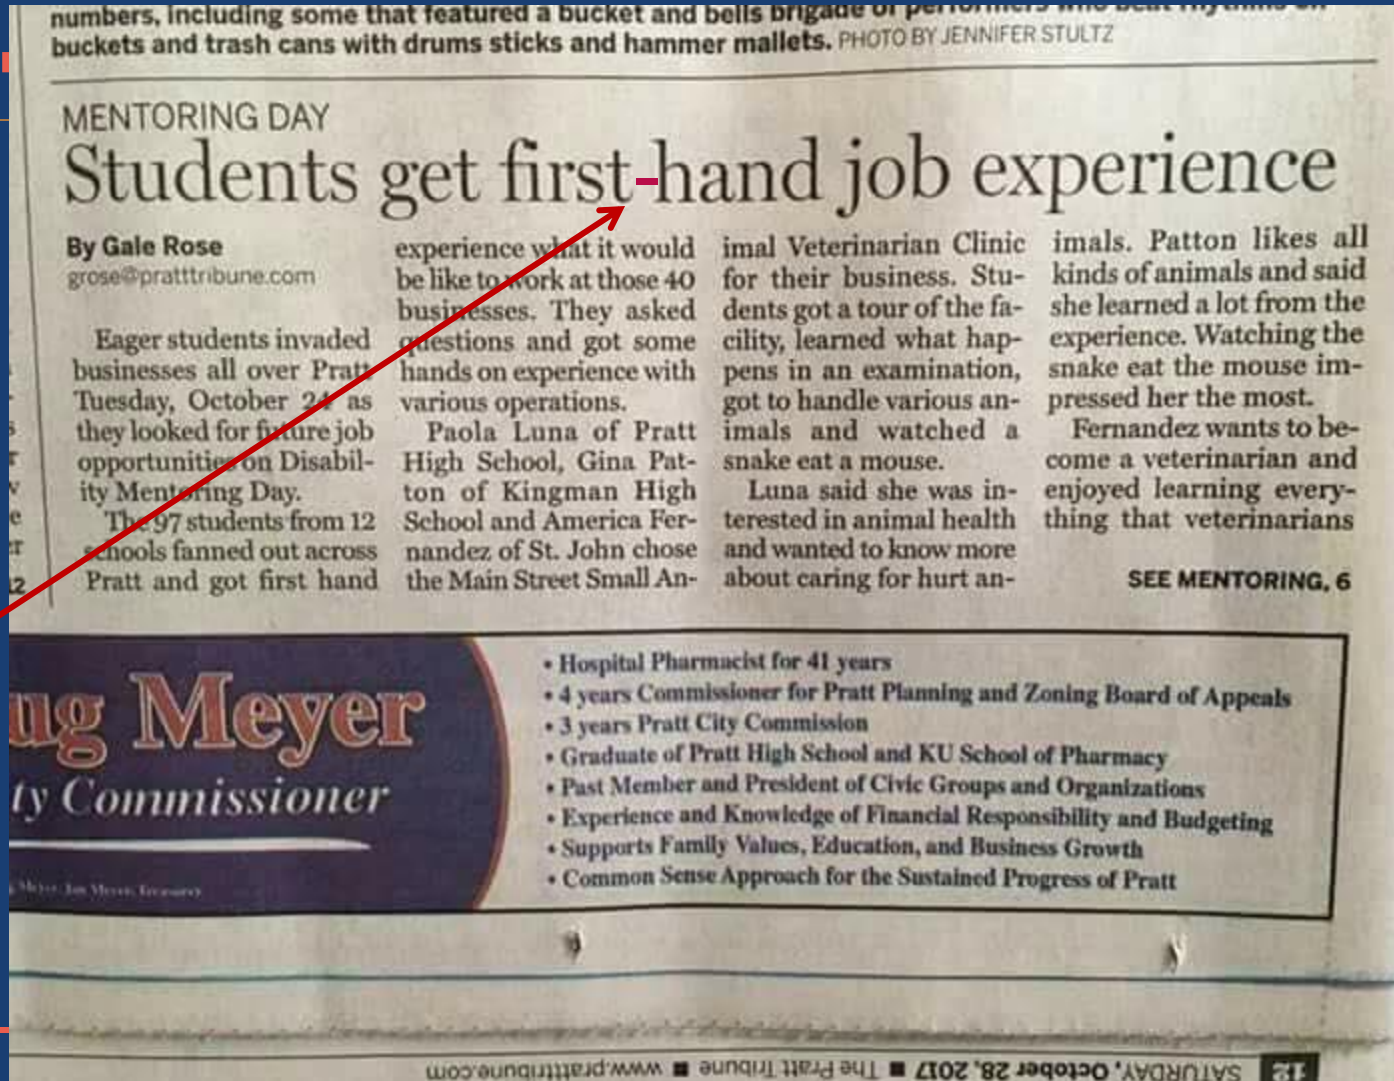 numbers, including some that featured a bucket and bells brigade of performers who beat rhythms on
buckets and trash cans with drums sticks and hammer mallets. PHOTO BY JENNIFER STULTZ
MENTORING DAY
Students get first-hand job experience
By Gale Rose
grose@pratttribune.com
Eager students invaded
businesses all over Pratt
Tuesday, October 24 as
they looked for future job
opportunities on Disabil-
ity Mentoring Day.
The 97 students from 12
schools fanned out across
Pratt and got first hand
experience what it would
be like to work at those 40
businesses. They asked
questions and got some
hands on experience with
various operations.
Paola Luna of Pratt
High School, Gina Pat-
ton of Kingman High
School and America Fer-
nandez of St. John chose
the Main Street Small An-
imal Veterinarian Clinic
for their business. Stu-
dents got a tour of the fa-
cility, learned what hap-
pens in an examination,
got to handle various an-
imals and watched a
snake eat a mouse.
Luna said she was in-
terested in animal health
and wanted to know more
about caring for hurt an-
imals. Patton likes all
kinds of animals and said
she learned a lot from the
experience. Watching the
snake eat the mouse im-
pressed her the most.
Fernandez wants to be-
come a veterinarian and
enjoyed learning every-
thing that veterinarians
SEE MENTORING, 6
ug Meyer
ty Commissioner
• Hospital Pharmacist for 41 years
• 4 years Commissioner for Pratt Planning and Zoning Board of Appeals
• 3 years Pratt City Commission
• Graduate of Pratt High School and KU School of Pharmacy
• Past Member and President of Civic Groups and Organizations
• Experience and Knowledge of Financial Responsibility and Budgeting
• Supports Family Values, Education, and Business Growth
• Common Sense Approach for the Sustained Progress of Pratt
12 SATURDAY, October 28, 2017 ■ The Pratt Tribune ■ www.pratttribune.com